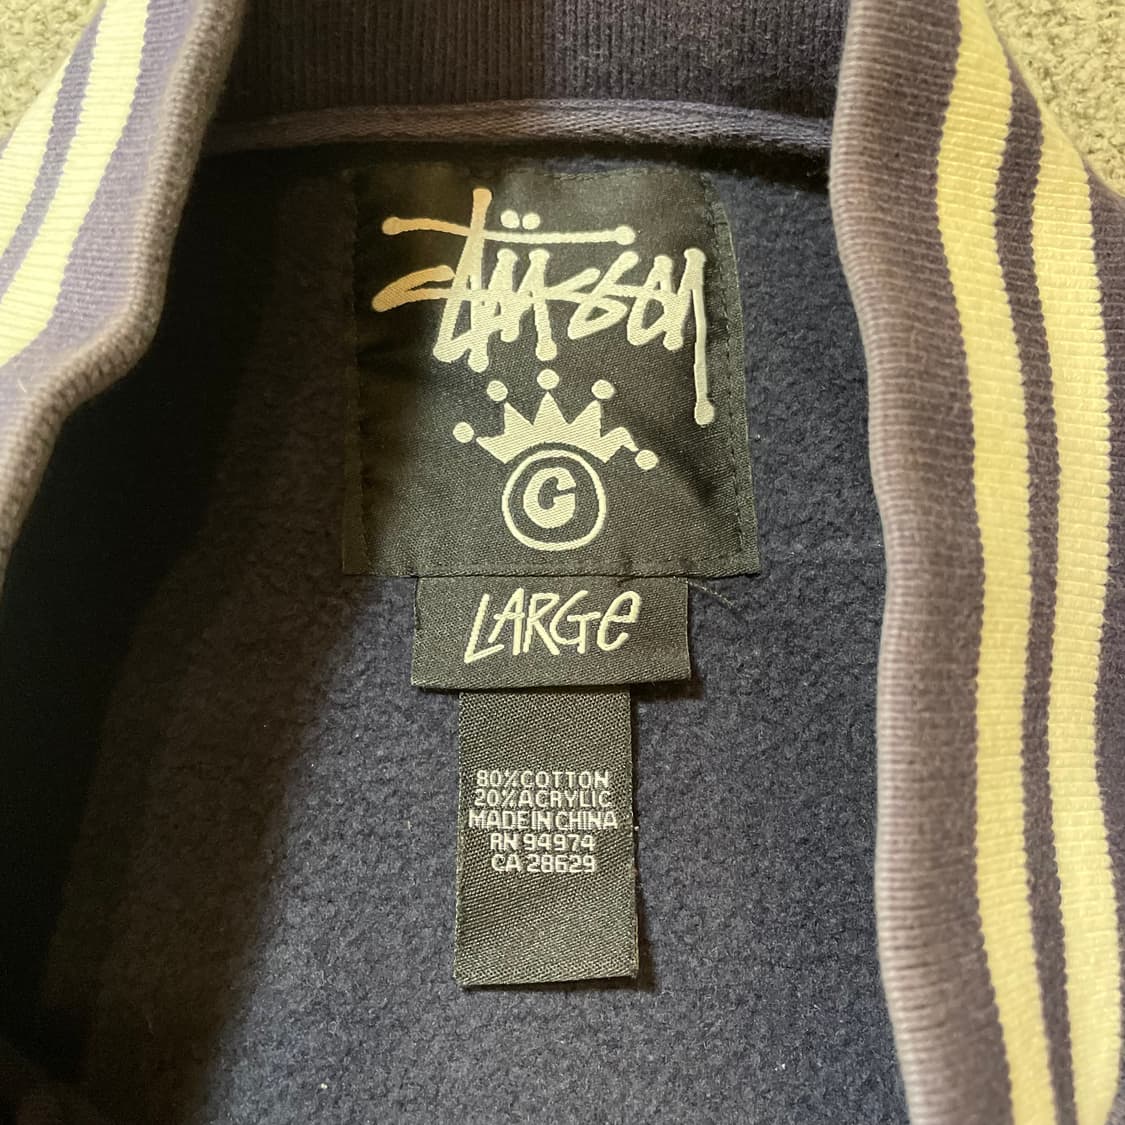 STÜSSY
C
LARGe
80%COTTON
20%ACRYLIC
MADE IN CHINA
RN 94974
CA 28629